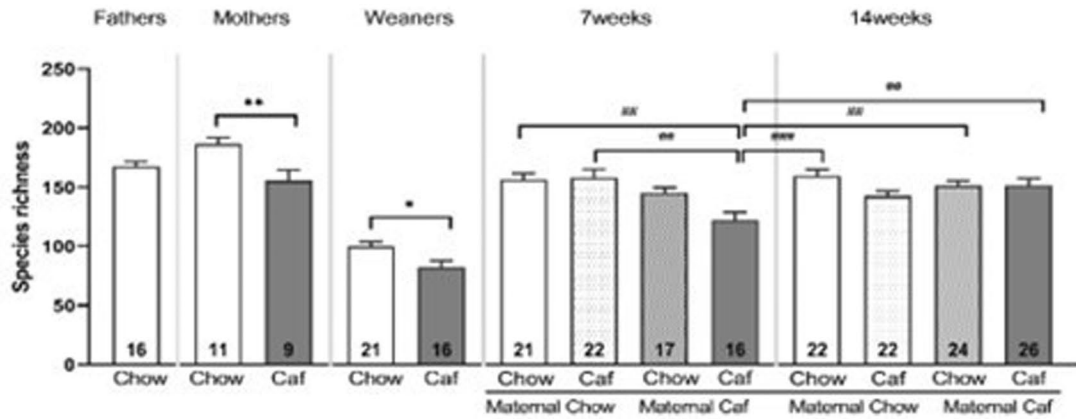 Fathers Mothers Weaners 7weeks 14weeks
Species richness
250
200
150
100
50
0
** * ## ## ### ## ##
16 11 9 21 16 21 22 17 16 22 22 24 26
Chow Chow Caf Chow Caf Chow Caf Chow Caf Chow Caf Chow Caf
Maternal Chow Maternal Caf Maternal Chow Maternal Caf